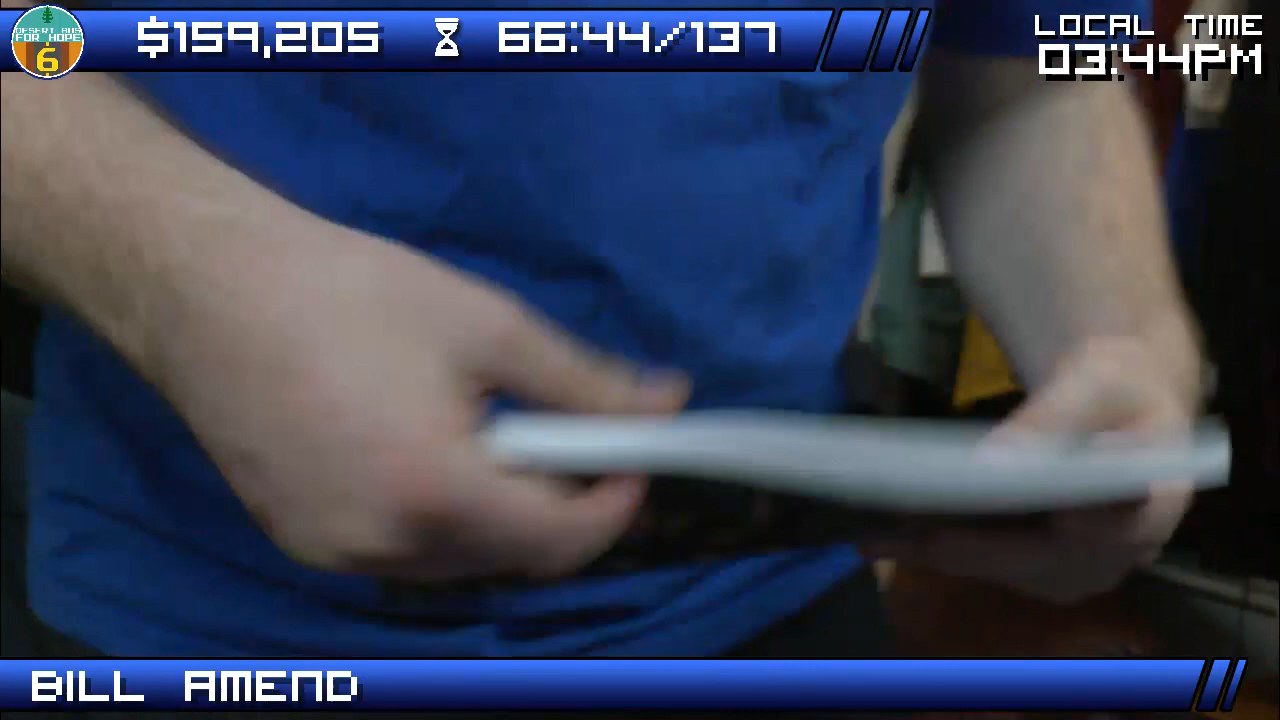 DESERT BUS
FOR HOPE
6
$159,205
66:44/137
LOCAL TIME
03:44PM
BILL AMEND